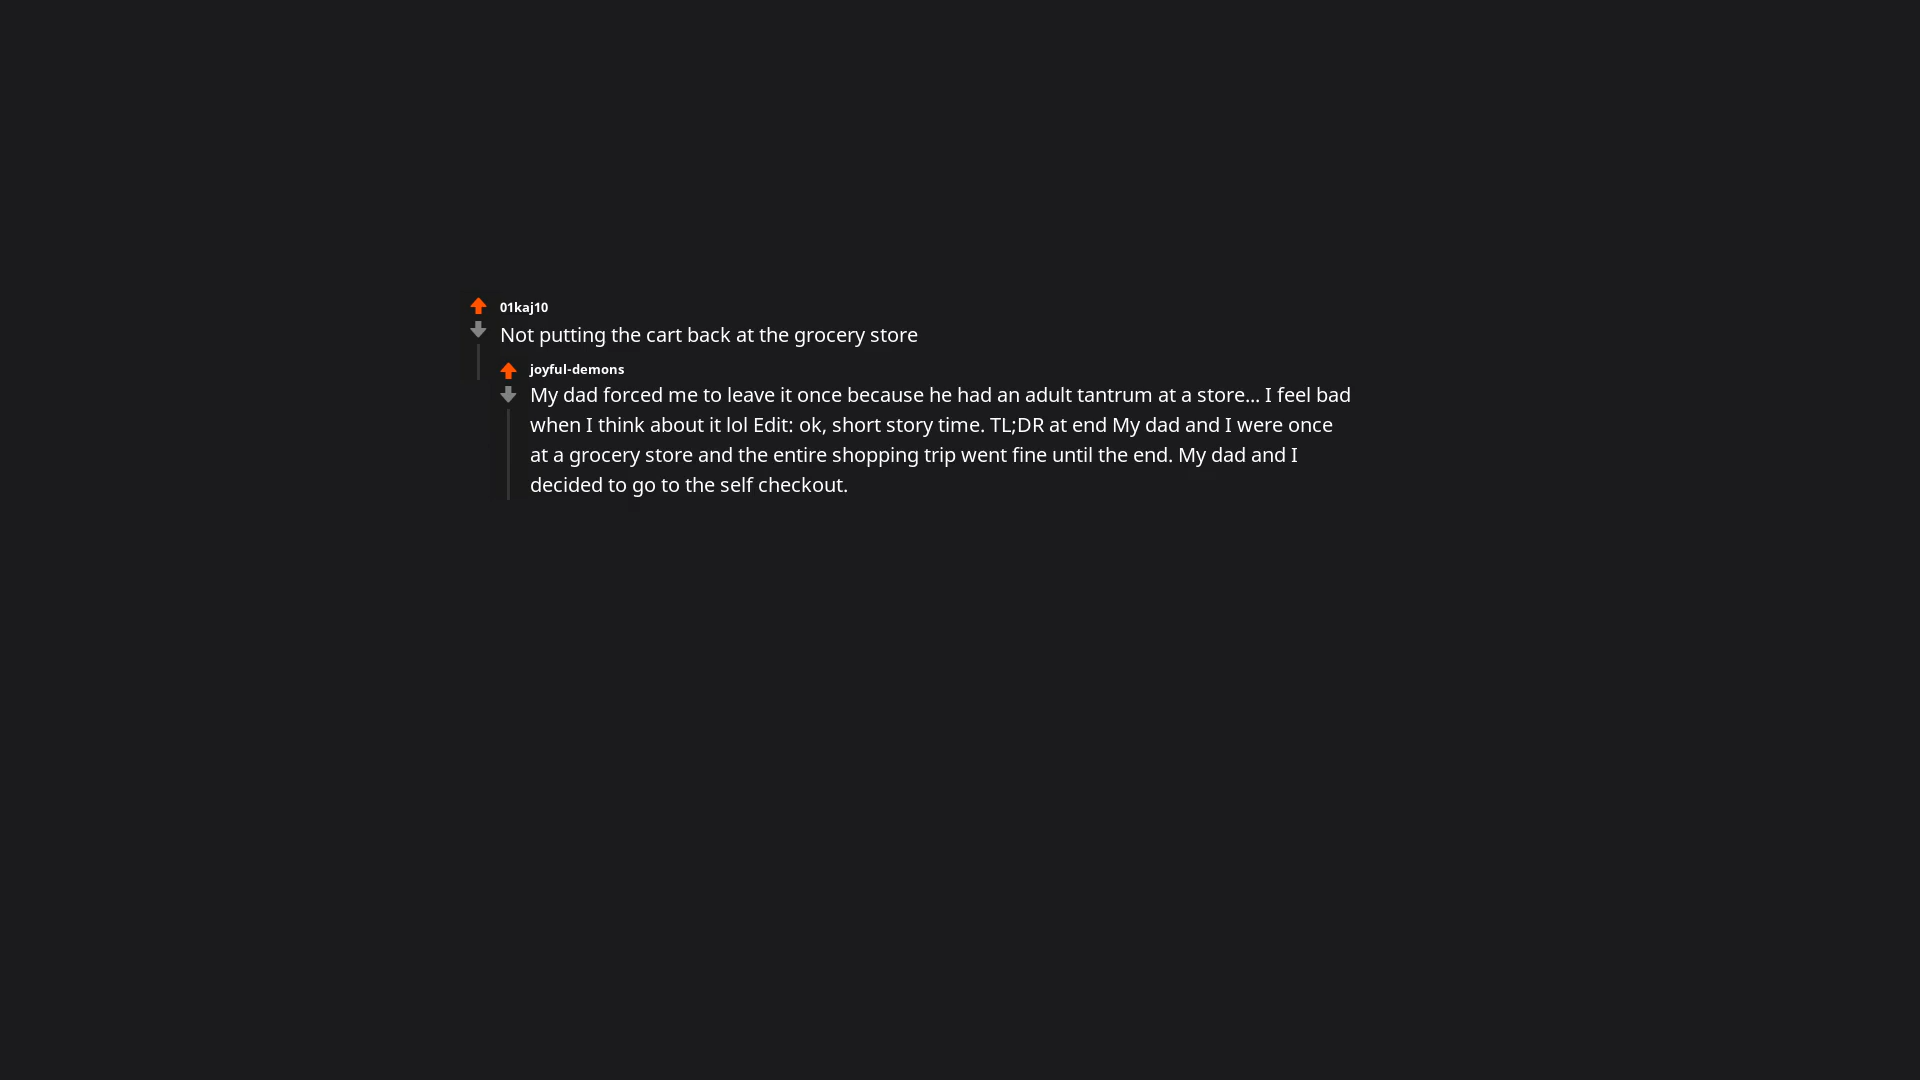 01kaj10
Not putting the cart back at the grocery store
joyful-demons
My dad forced me to leave it once because he had an adult tantrum at a store... I feel bad
when I think about it lol Edit: ok, short story time. TL;DR at end My dad and I were once
at a grocery store and the entire shopping trip went fine until the end. My dad and I
decided to go to the self checkout.